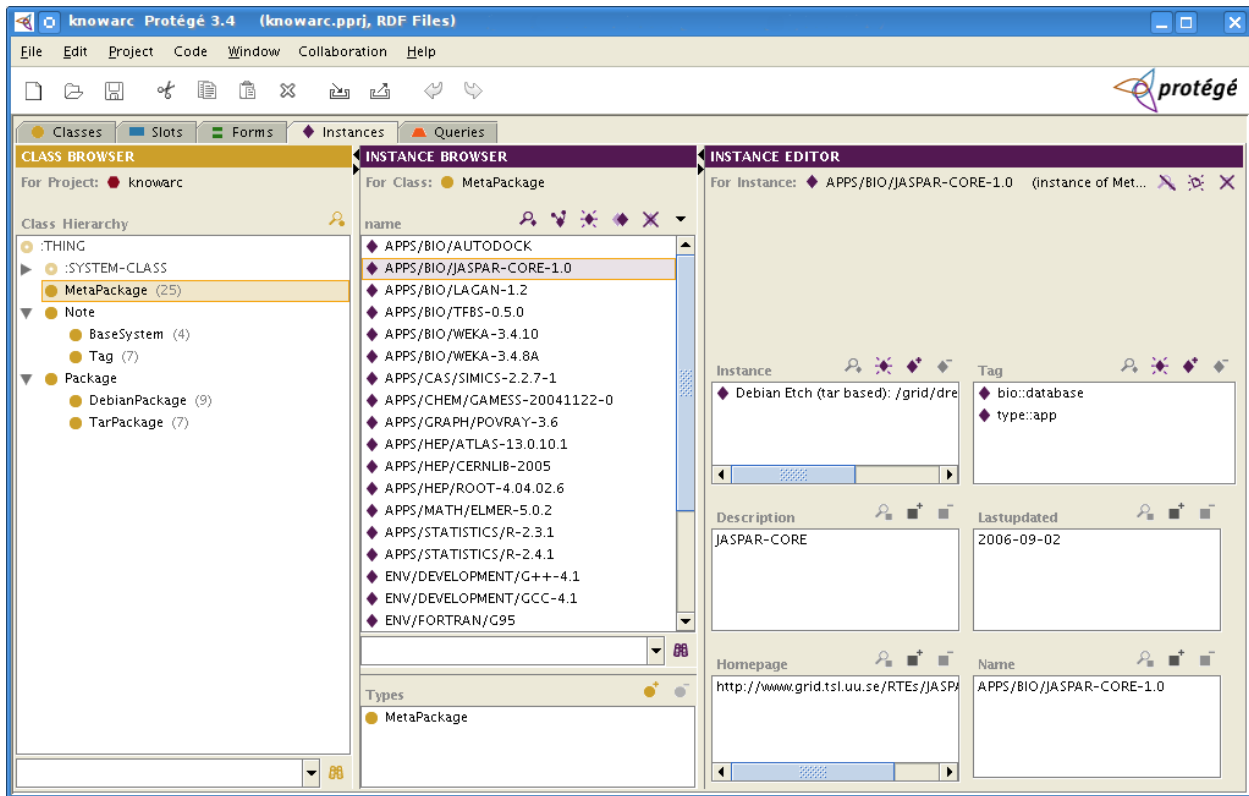 knowarc Protégé 3.4 (knowarc.pprj, RDF Files)
File Edit Project Code Window Collaboration Help
protégé
Classes Slots Forms Instances Queries
CLASS BROWSER
For Project: knowarc
Class Hierarchy
:THING
:SYSTEM-CLASS
MetaPackage (25)
Note
BaseSystem (4)
Tag (7)
Package
DebianPackage (9)
TarPackage (7)
INSTANCE BROWSER
For Class: MetaPackage
name
APPS/BIO/AUTODOCK
APPS/BIO/JASPAR-CORE-1.0
APPS/BIO/LAGAN-1.2
APPS/BIO/TFBS-0.5.0
APPS/BIO/WEKA-3.4.10
APPS/BIO/WEKA-3.4.8A
APPS/CAS/SIMICS-2.2.7-1
APPS/CHEM/GAMESS-20041122-0
APPS/GRAPH/POVRAY-3.6
APPS/HEP/ATLAS-13.0.10.1
APPS/HEP/CERNLIB-2005
APPS/HEP/ROOT-4.04.02.6
APPS/MATH/ELMER-5.0.2
APPS/STATISTICS/R-2.3.1
APPS/STATISTICS/R-2.4.1
ENV/DEVELOPMENT/G++-4.1
ENV/DEVELOPMENT/GCC-4.1
ENV/FORTRAN/G95
Types
MetaPackage
INSTANCE EDITOR
For Instance: APPS/BIO/JASPAR-CORE-1.0 (instance of Met...
Instance
Debian Etch (tar based): /grid/dre
Tag
bio::database
type::app
Description
JASPAR-CORE
Lastupdated
2006-09-02
Homepage
http://www.grid.tsl.uu.se/RTEs/JASPA
Name
APPS/BIO/JASPAR-CORE-1.0